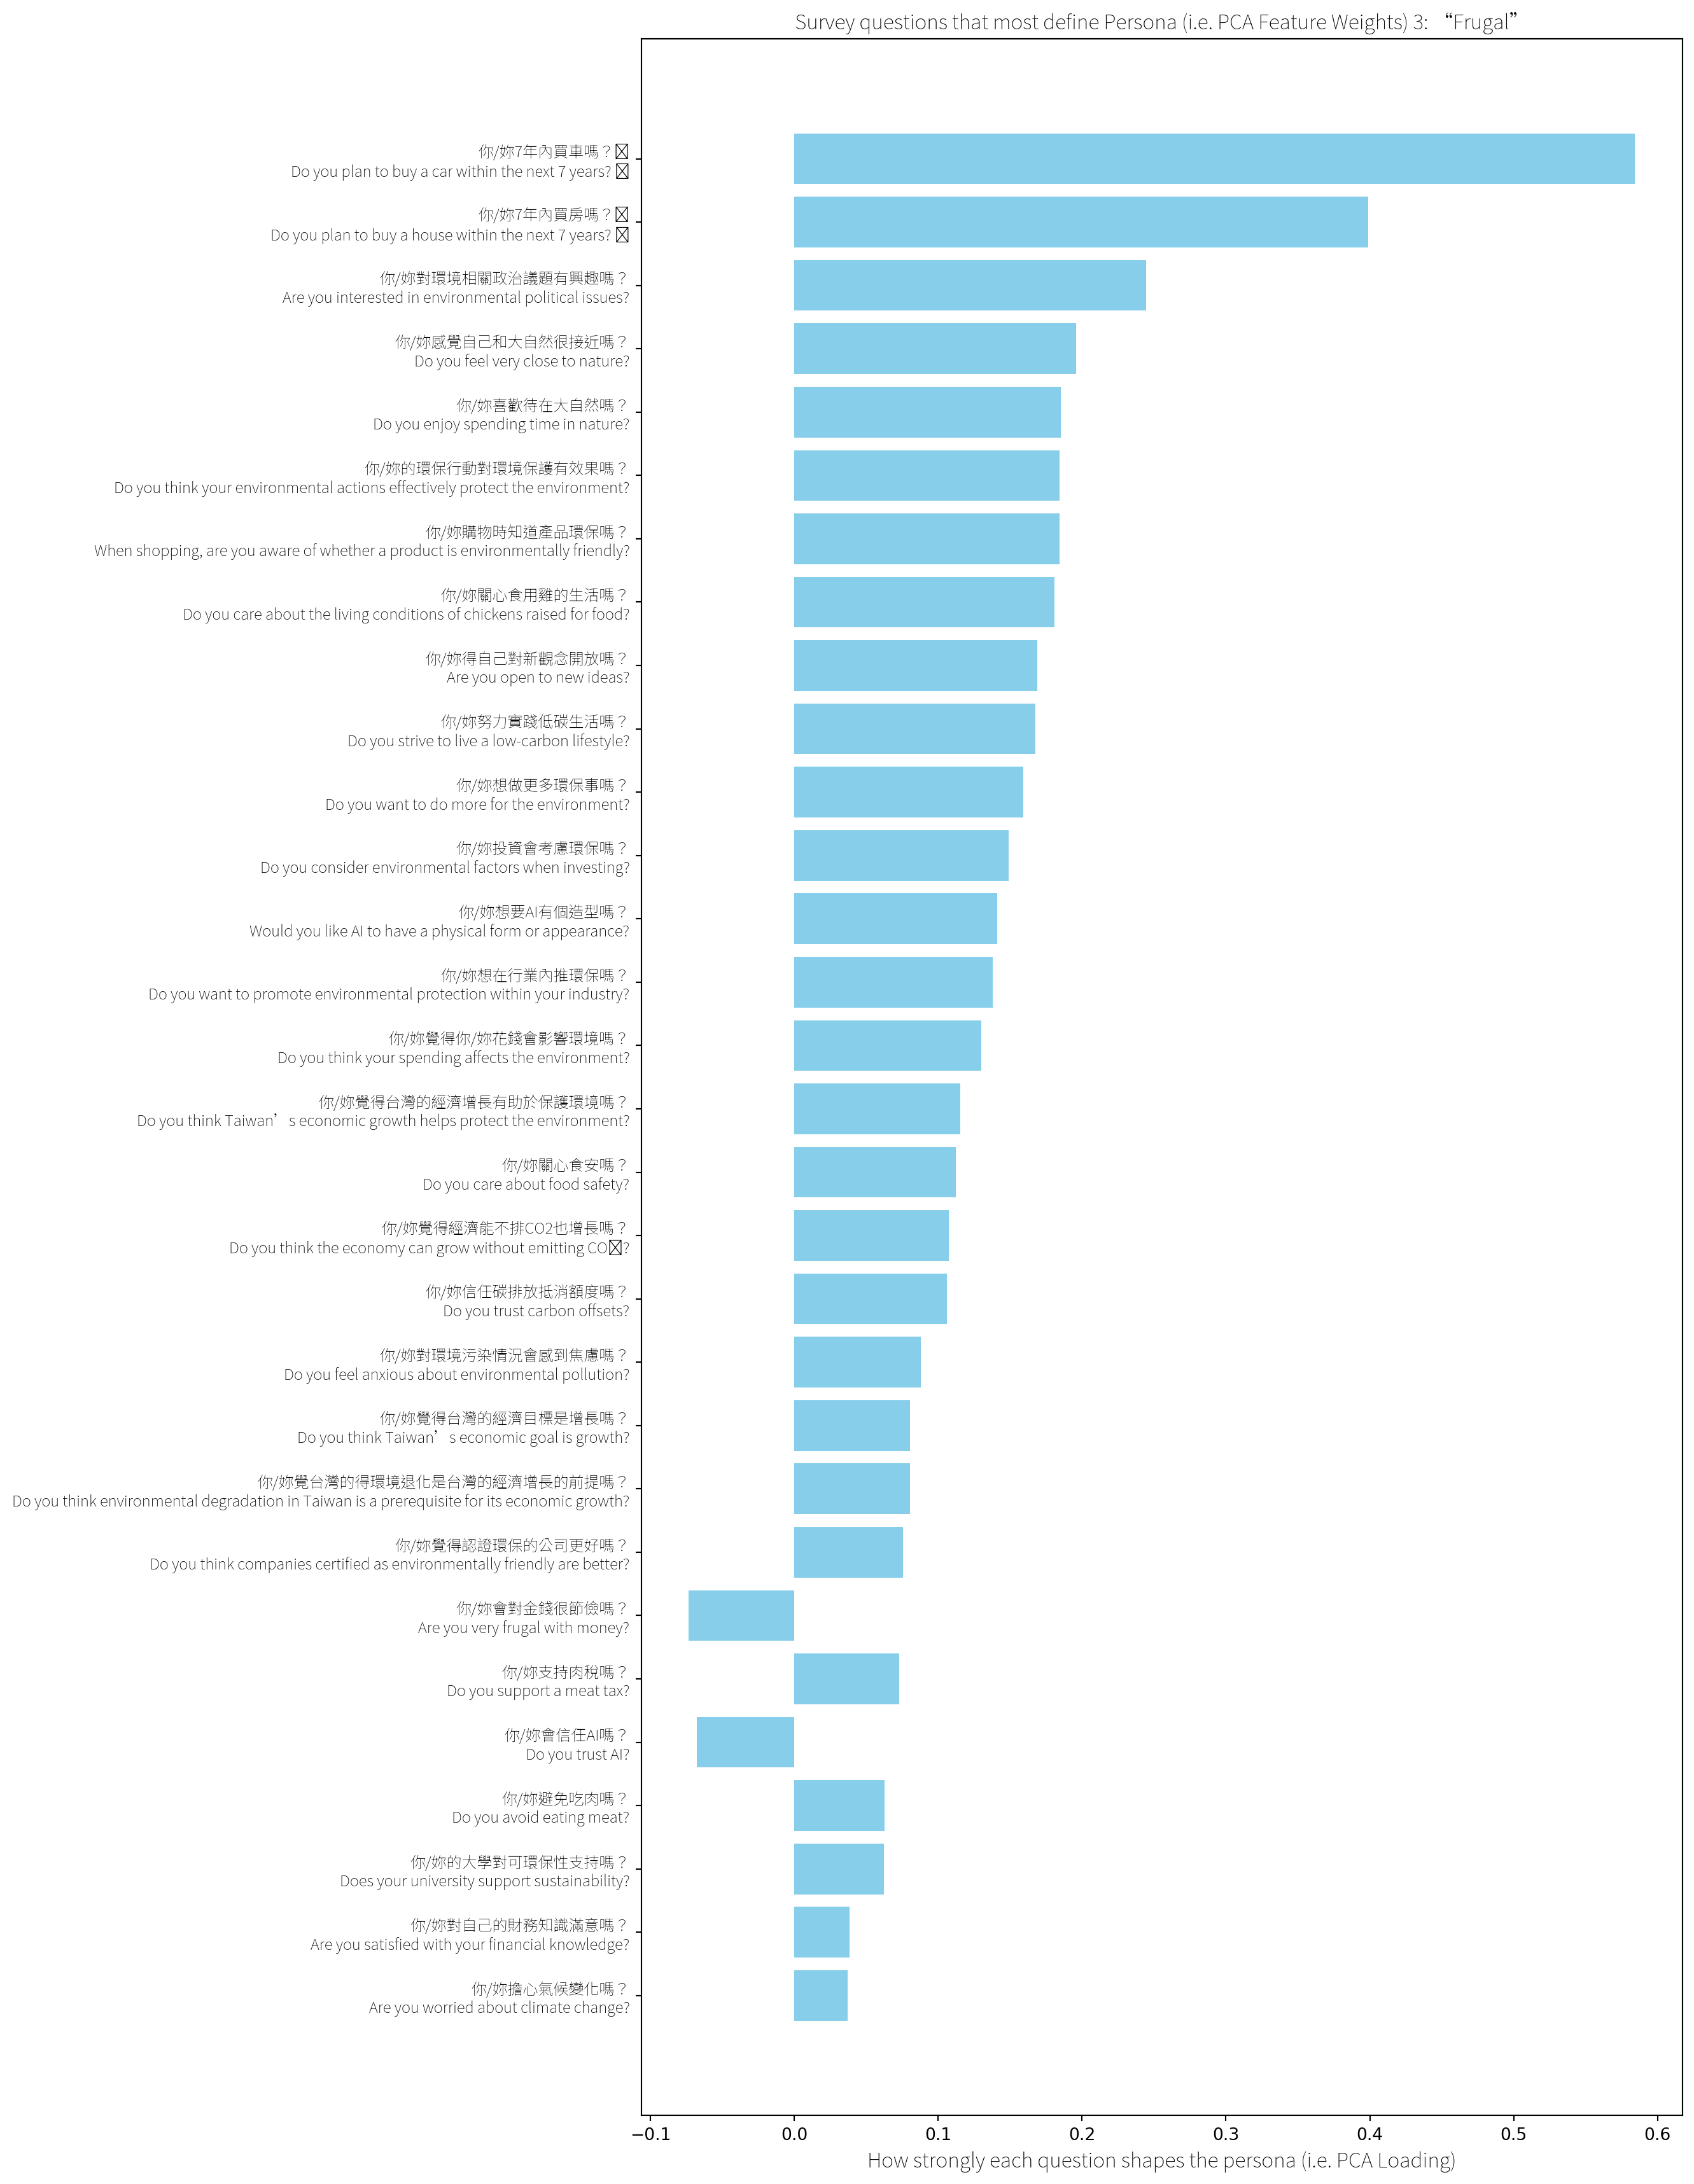 Survey questions that most define Persona (i.e. PCA Feature Weights) 3: “Frugal”
你/妳7年內買車嗎？
Do you plan to buy a car within the next 7 years?
你/妳7年內買房嗎？
Do you plan to buy a house within the next 7 years?
你/妳對環境相關政治議題有興趣嗎？
Are you interested in environmental political issues?
你/妳感覺自己和大自然很接近嗎？
Do you feel very close to nature?
你/妳喜歡待在大自然嗎？
Do you enjoy spending time in nature?
你/妳的環保行動對環境保護有效果嗎？
Do you think your environmental actions effectively protect the environment?
你/妳購物時知道產品環保嗎？
When shopping, are you aware of whether a product is environmentally friendly?
你/妳關心食用雞的生活嗎？
Do you care about the living conditions of chickens raised for food?
你/妳得自己對新觀念開放嗎？
Are you open to new ideas?
你/妳努力實踐低碳生活嗎？
Do you strive to live a low-carbon lifestyle?
你/妳想做更多環保事嗎？
Do you want to do more for the environment?
你/妳投資會考慮環保嗎？
Do you consider environmental factors when investing?
你/妳想要AI有個造型嗎？
Would you like AI to have a physical form or appearance?
你/妳想在行業內推環保嗎？
Do you want to promote environmental protection within your industry?
你/妳覺得你/妳花錢會影響環境嗎？
Do you think your spending affects the environment?
你/妳覺得台灣的經濟增長有助於保護環境嗎？
Do you think Taiwan’s economic growth helps protect the environment?
你/妳關心食安嗎？
Do you care about food safety?
你/妳覺得經濟能不排CO2也增長嗎？
Do you think the economy can grow without emitting CO?
你/妳信任碳排放抵消額度嗎？
Do you trust carbon offsets?
你/妳對環境污染情況會感到焦慮嗎？
Do you feel anxious about environmental pollution?
你/妳覺得台灣的經濟目標是增長嗎？
Do you think Taiwan’s economic goal is growth?
你/妳覺台灣的得環境退化是台灣的經濟增長的前提嗎？
Do you think environmental degradation in Taiwan is a prerequisite for its economic growth?
你/妳覺得認證環保的公司更好嗎？
Do you think companies certified as environmentally friendly are better?
你/妳會對金錢很節儉嗎？
Are you very frugal with money?
你/妳支持肉稅嗎？
Do you support a meat tax?
你/妳會信任AI嗎？
Do you trust AI?
你/妳避免吃肉嗎？
Do you avoid eating meat?
你/妳的大學對可環保性支持嗎？
Does your university support sustainability?
你/妳對自己的財務知識滿意嗎？
Are you satisfied with your financial knowledge?
你/妳擔心氣候變化嗎？
Are you worried about climate change?
−0.1 0.0 0.1 0.2 0.3 0.4 0.5 0.6
How strongly each question shapes the persona (i.e. PCA Loading)